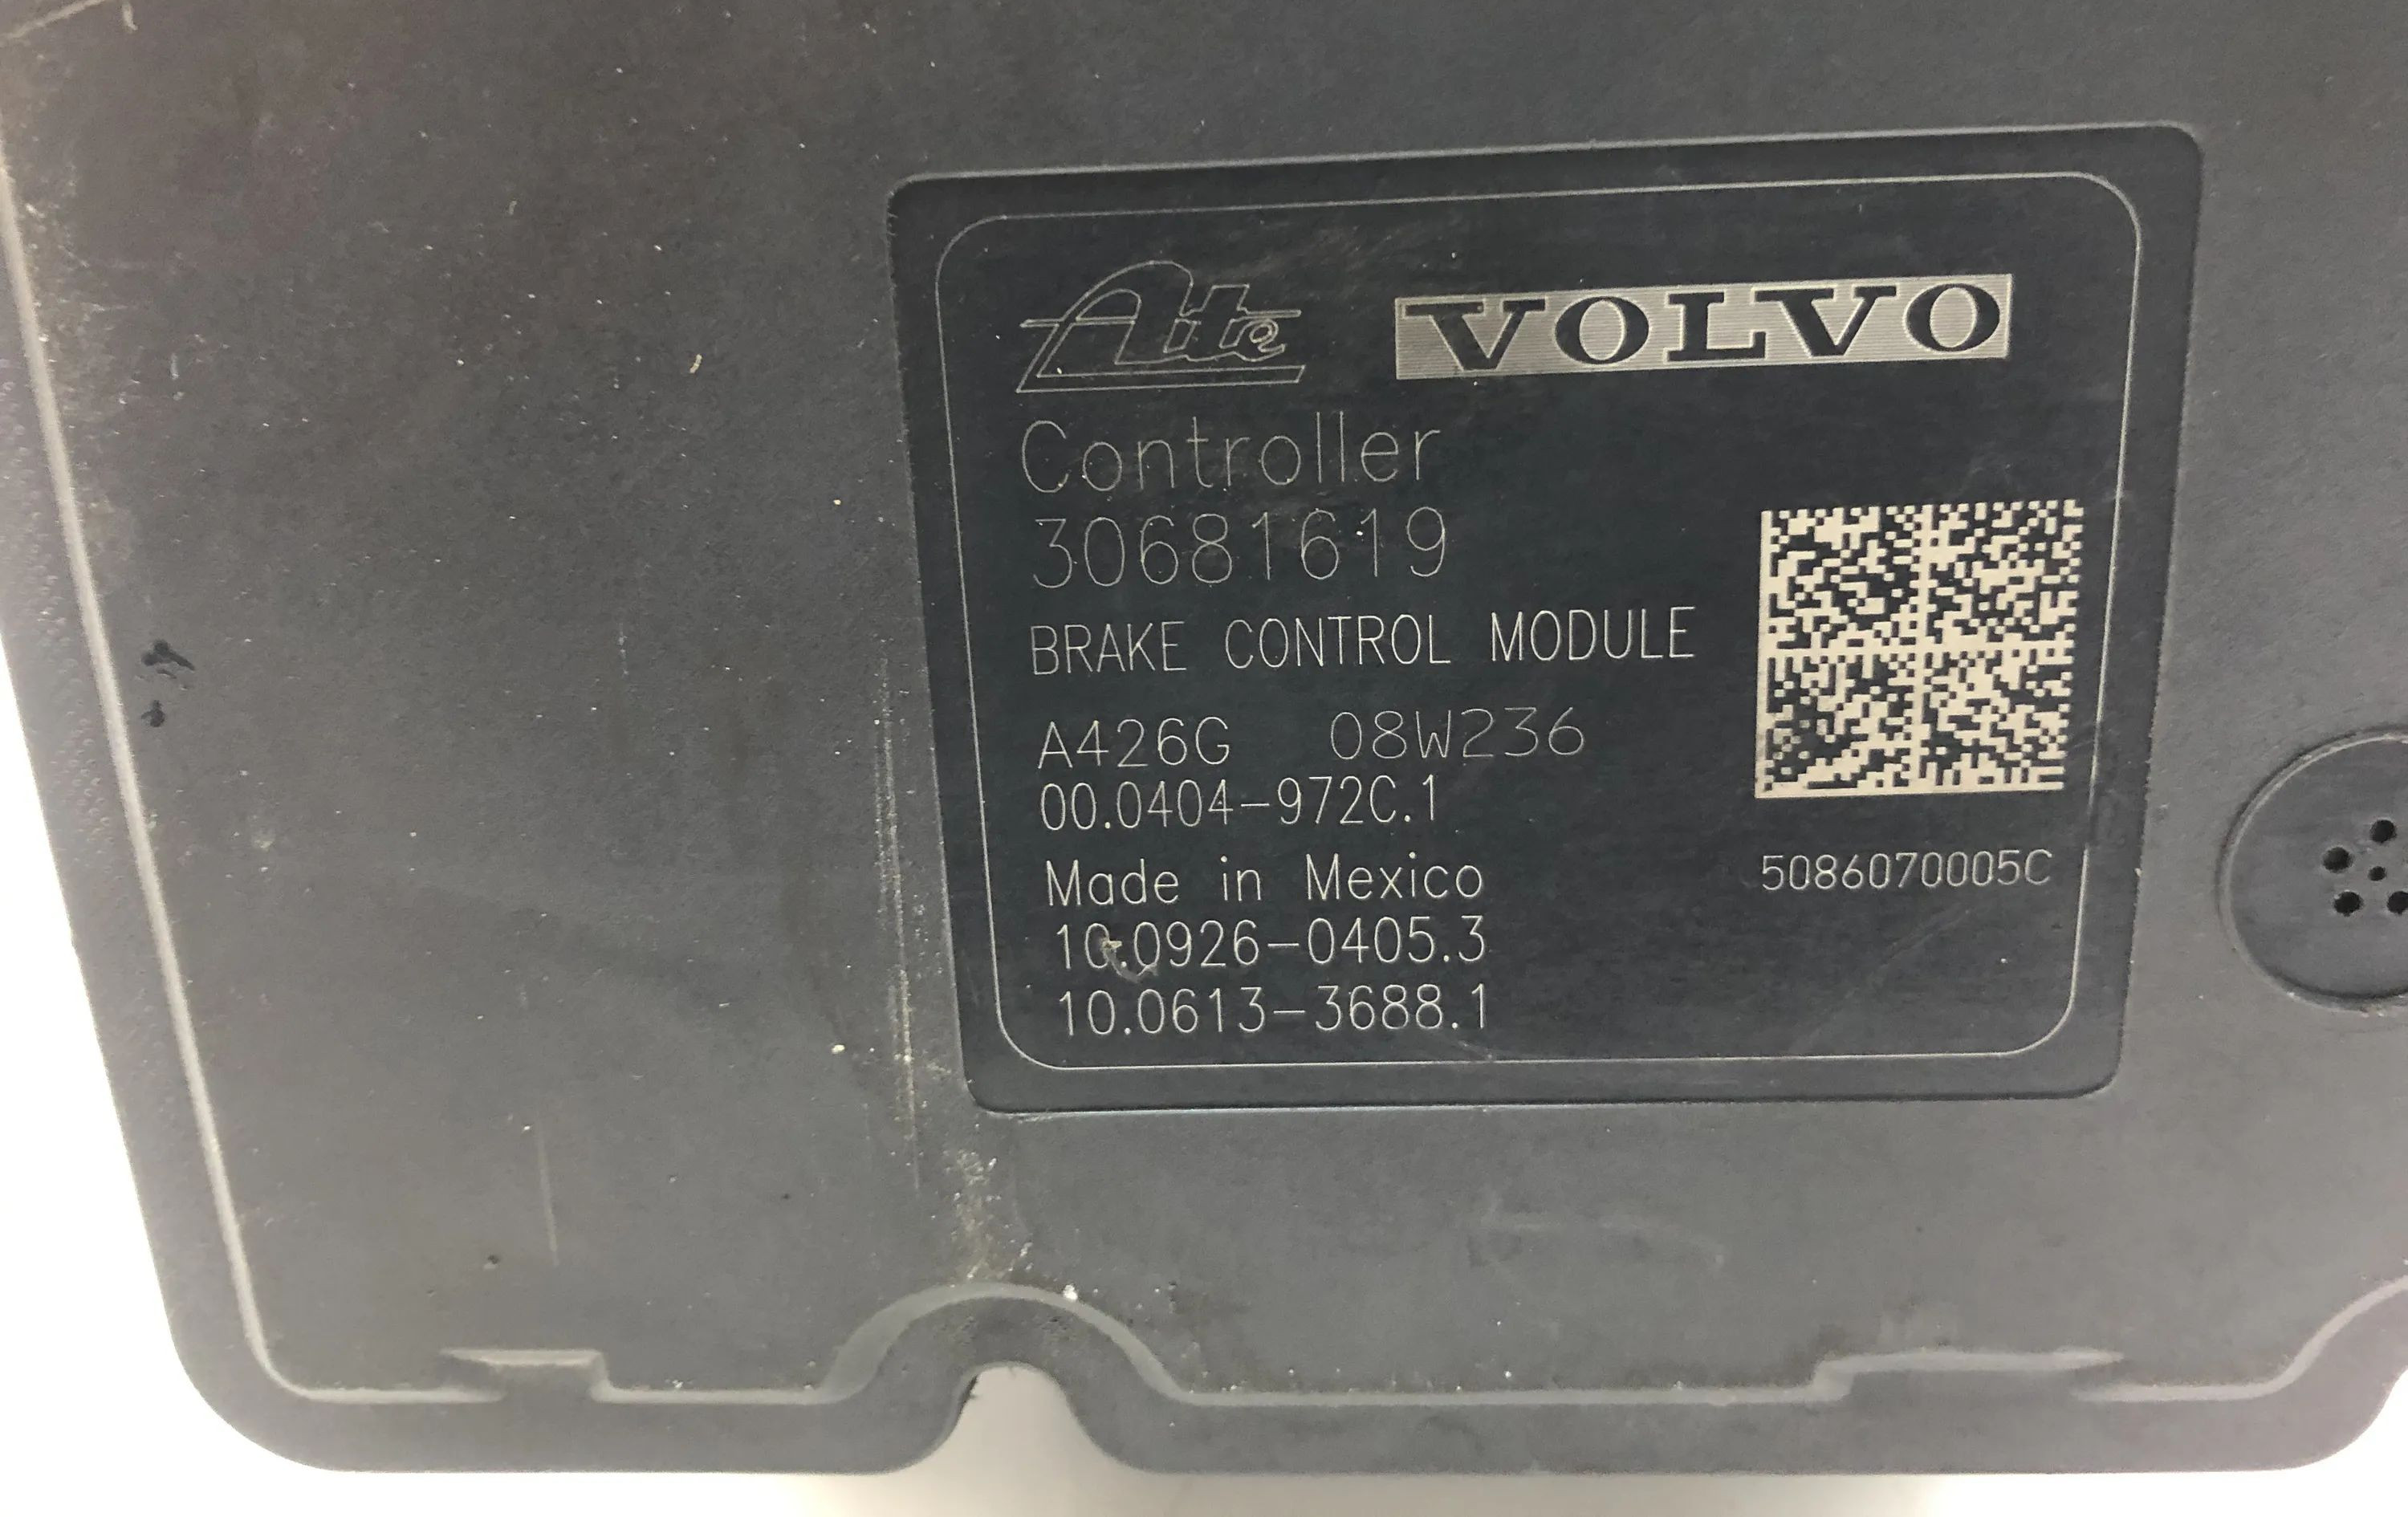 Ate VOLVO
Controller
30681619
BRAKE CONTROL MODULE
A426G 08W236
00.0404-972C.1
Made in Mexico
5086070005C
10.0926-0405.3
10.0613-3688.1